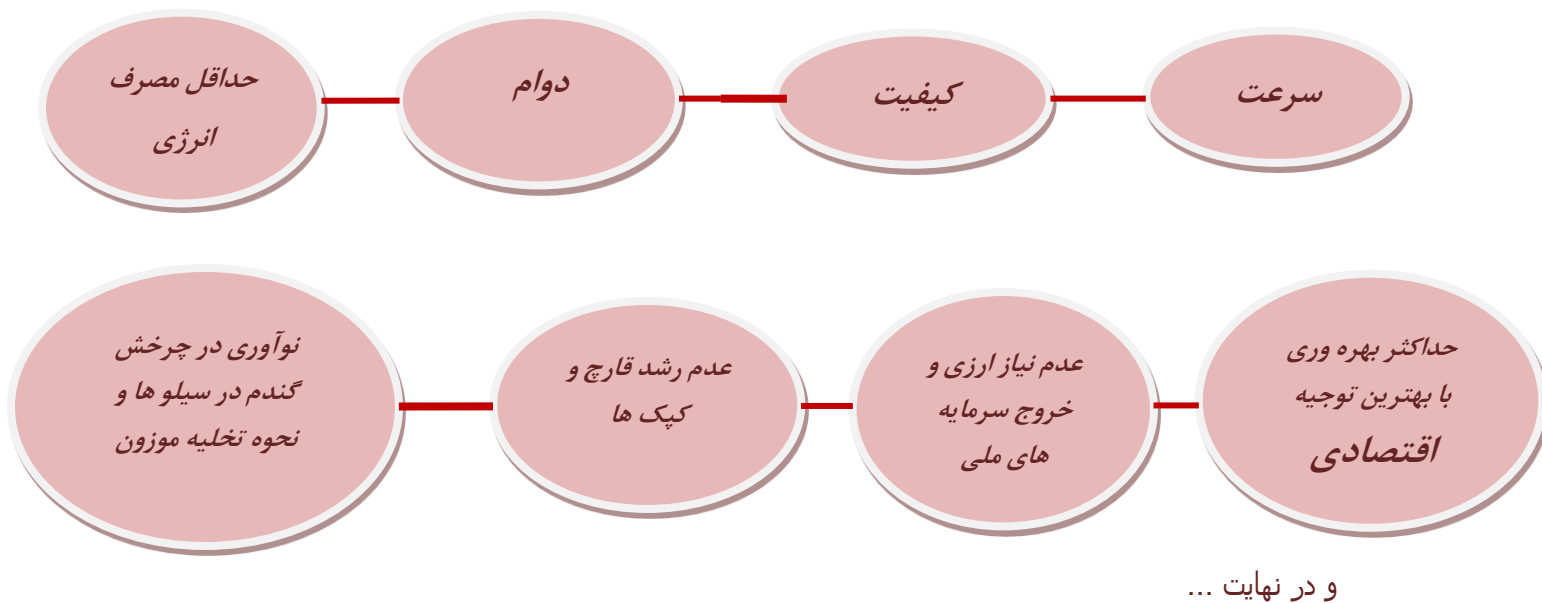 سرعت
کیفیت
دوام
حداقل مصرف
انرژی
حداکثر بهره وری
با بهترین توجیه
اقتصادی
عدم نیاز ارزی و
خروج سرمایه
های ملی
عدم رشد قارچ و
کپک ها
نوآوری در چرخش
گندم در سیلو ها و
نحوه تخلیه موزون
و در نهایت ...